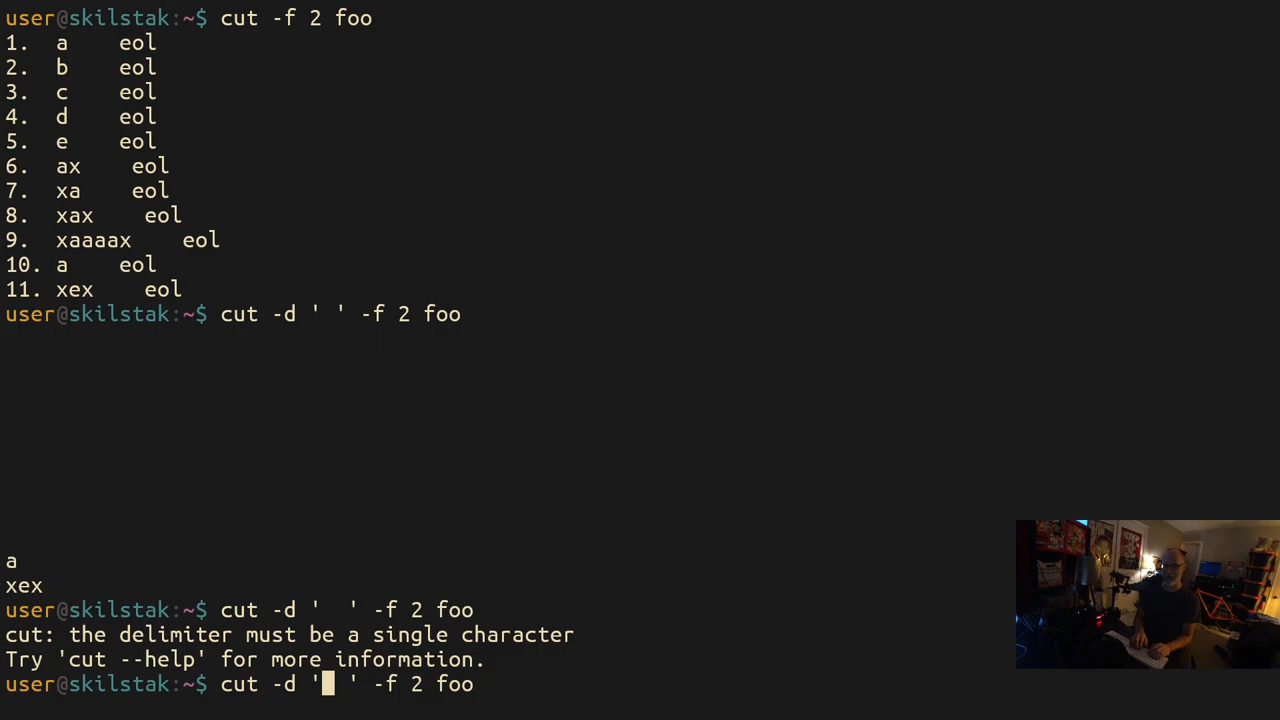 user@skilstak:~$ cut -f 2 foo
1.  a    eol
2.  b    eol
3.  c    eol
4.  d    eol
5.  e    eol
6.  ax    eol
7.  xa    eol
8.  xax    eol
9.  xaaaax    eol
10. a    eol
11. xex    eol
user@skilstak:~$ cut -d ' ' -f 2 foo
a
xex
user@skilstak:~$ cut -d '  ' -f 2 foo
cut: the delimiter must be a single character
Try 'cut --help' for more information.
user@skilstak:~$ cut -d '  ' -f 2 foo